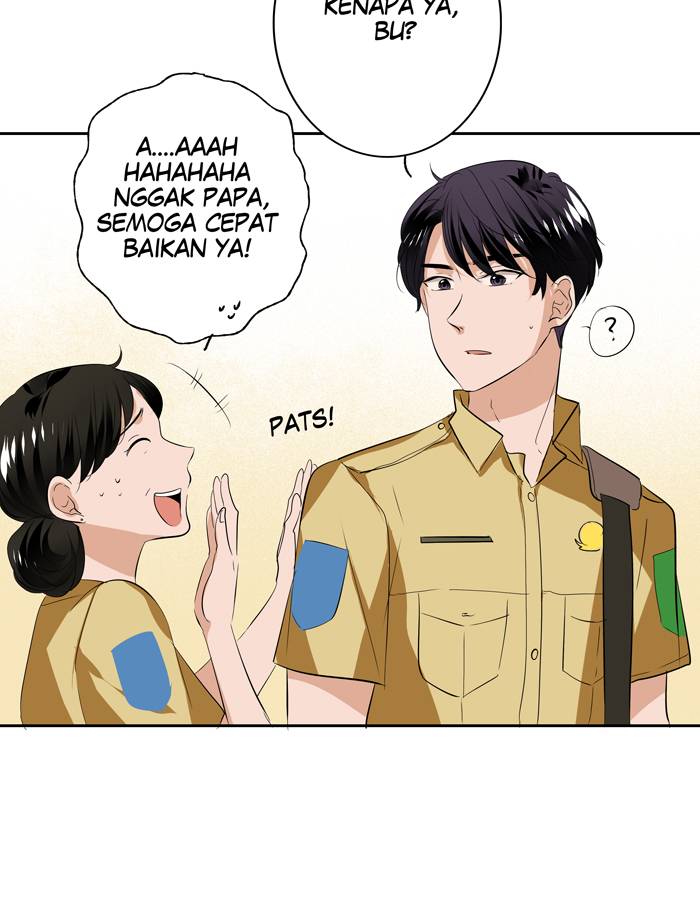 KENAPA YA,
BU?
A....AAAH
HAHAHAHA
NGGAK PAPA,
SEMOGA CEPAT
BAIKAN YA!
?
PATS!